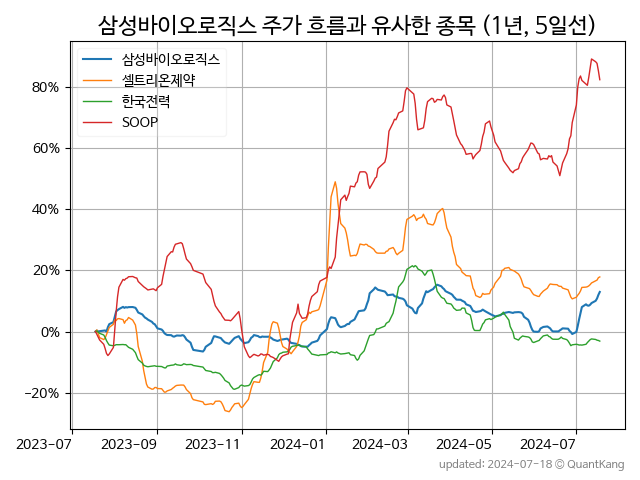 삼성바이오로직스 주가 흐름과 유사한 종목 (1년, 5일선)
삼성바이오로직스
셀트리온제약
한국전력
SOOP
80%
60%
40%
20%
0%
−20%
2023-07 2023-09 2023-11 2024-01 2024-03 2024-05 2024-07
updated: 2024-07-18 © QuantKang